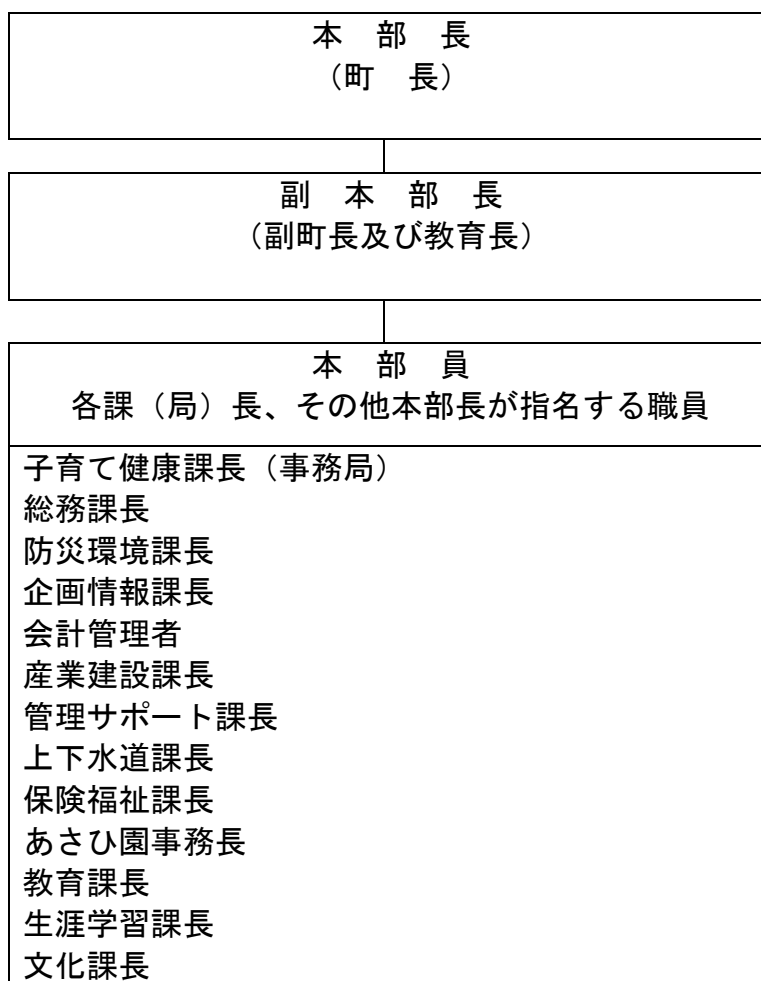 本　部　長
（町　長）
副　本　部　長
（副町長及び教育長）
本　部　員
各課（局）長、その他本部長が指名する職員
子育て健康課長（事務局）
総務課長
防災環境課長
企画情報課長
会計管理者
産業建設課長
管理サポート課長
上下水道課長
保険福祉課長
あさひ園事務長
教育課長
生涯学習課長
文化課長